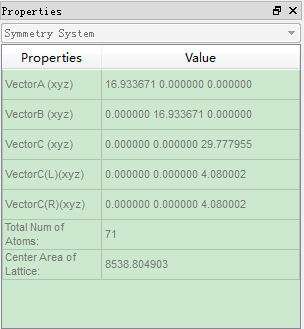 Properties
Symmetry System
Properties Value
VectorA (xyz) 16.933671 0.000000 0.000000
VectorB (xyz) 0.000000 16.933671 0.000000
VectorC (xyz) 0.000000 0.000000 29.777955
VectorC(L)(xyz) 0.000000 0.000000 4.080002
VectorC(R)(xyz) 0.000000 0.000000 4.080002
Total Num of
Atoms: 71
Center Area of
Lattice: 8538.804903